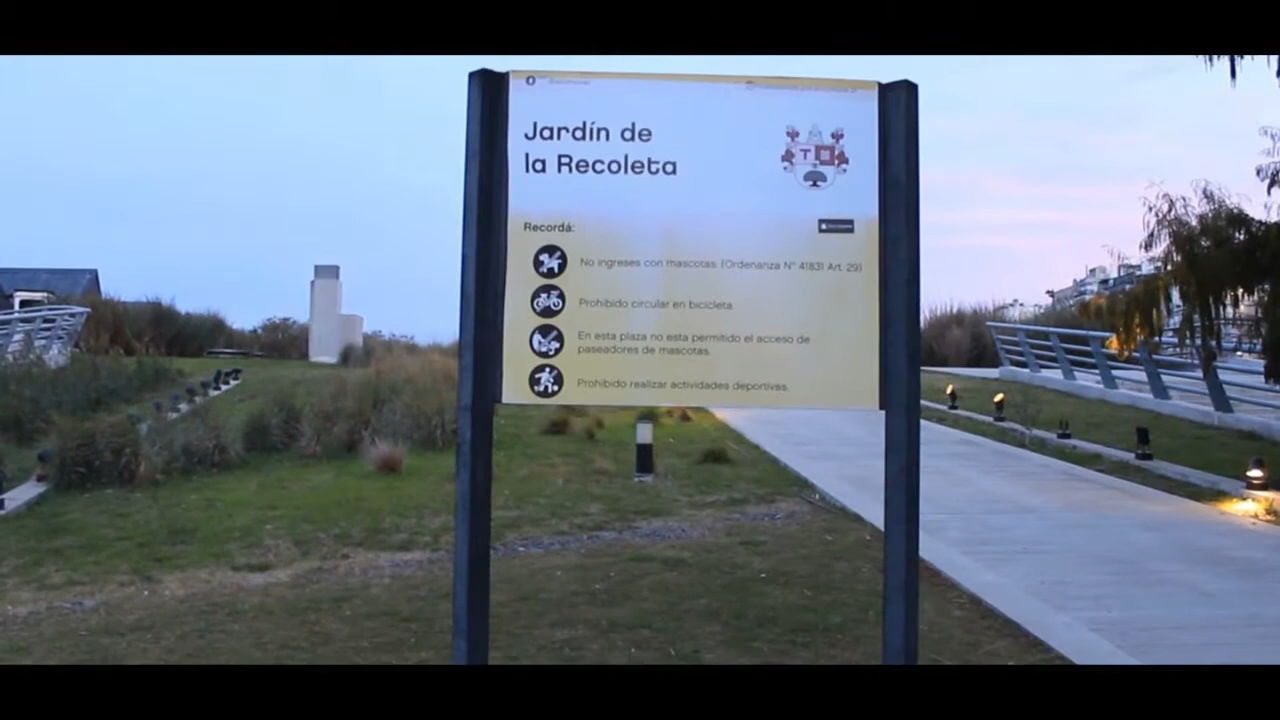 Jardín de
la Recoleta
Recordá:
No ingreses con mascotas. (Ordenanza N° 41831 Art. 29)
Prohibido circular en bicicleta.
En esta plaza no esta permitido el acceso de
paseadores de mascotas.
Prohibido realizar actividades deportivas.